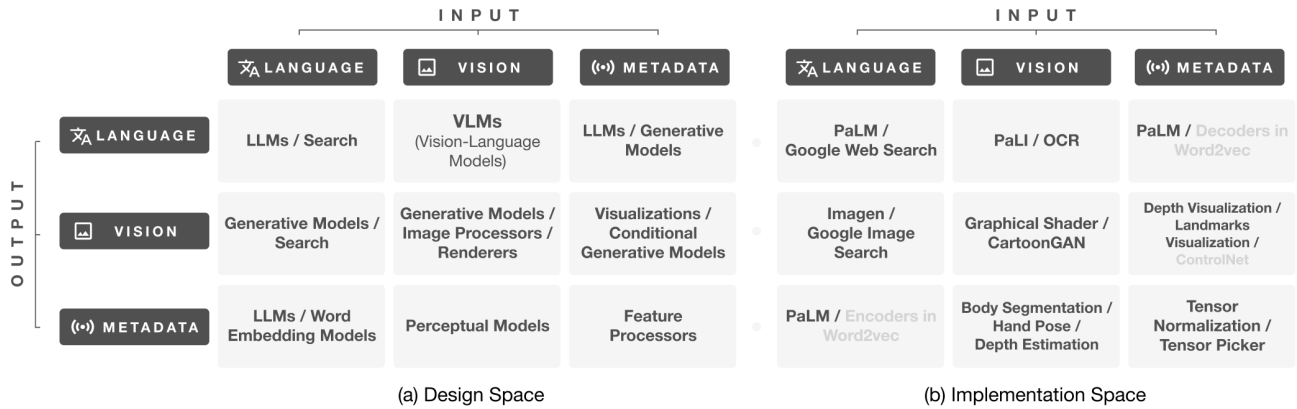 INPUT
INPUT
LANGUAGE
VISION
METADATA
LANGUAGE
VISION
METADATA
OUTPUT
LANGUAGE
LLMs / Search
VLMs
(Vision-Language
Models)
LLMs / Generative
Models
PaLM /
Google Web Search
PaLI / OCR
PaLM / Decoders in
Word2vec
VISION
Generative Models /
Search
Generative Models /
Image Processors /
Renderers
Visualizations /
Conditional
Generative Models
Imagen /
Google Image
Search
Graphical Shader /
CartoonGAN
Depth Visualization /
Landmarks
Visualization /
ControlNet
METADATA
LLMs / Word
Embedding Models
Perceptual Models
Feature
Processors
PaLM / Encoders in
Word2vec
Body Segmentation /
Hand Pose /
Depth Estimation
Tensor
Normalization /
Tensor Picker
(a) Design Space
(b) Implementation Space